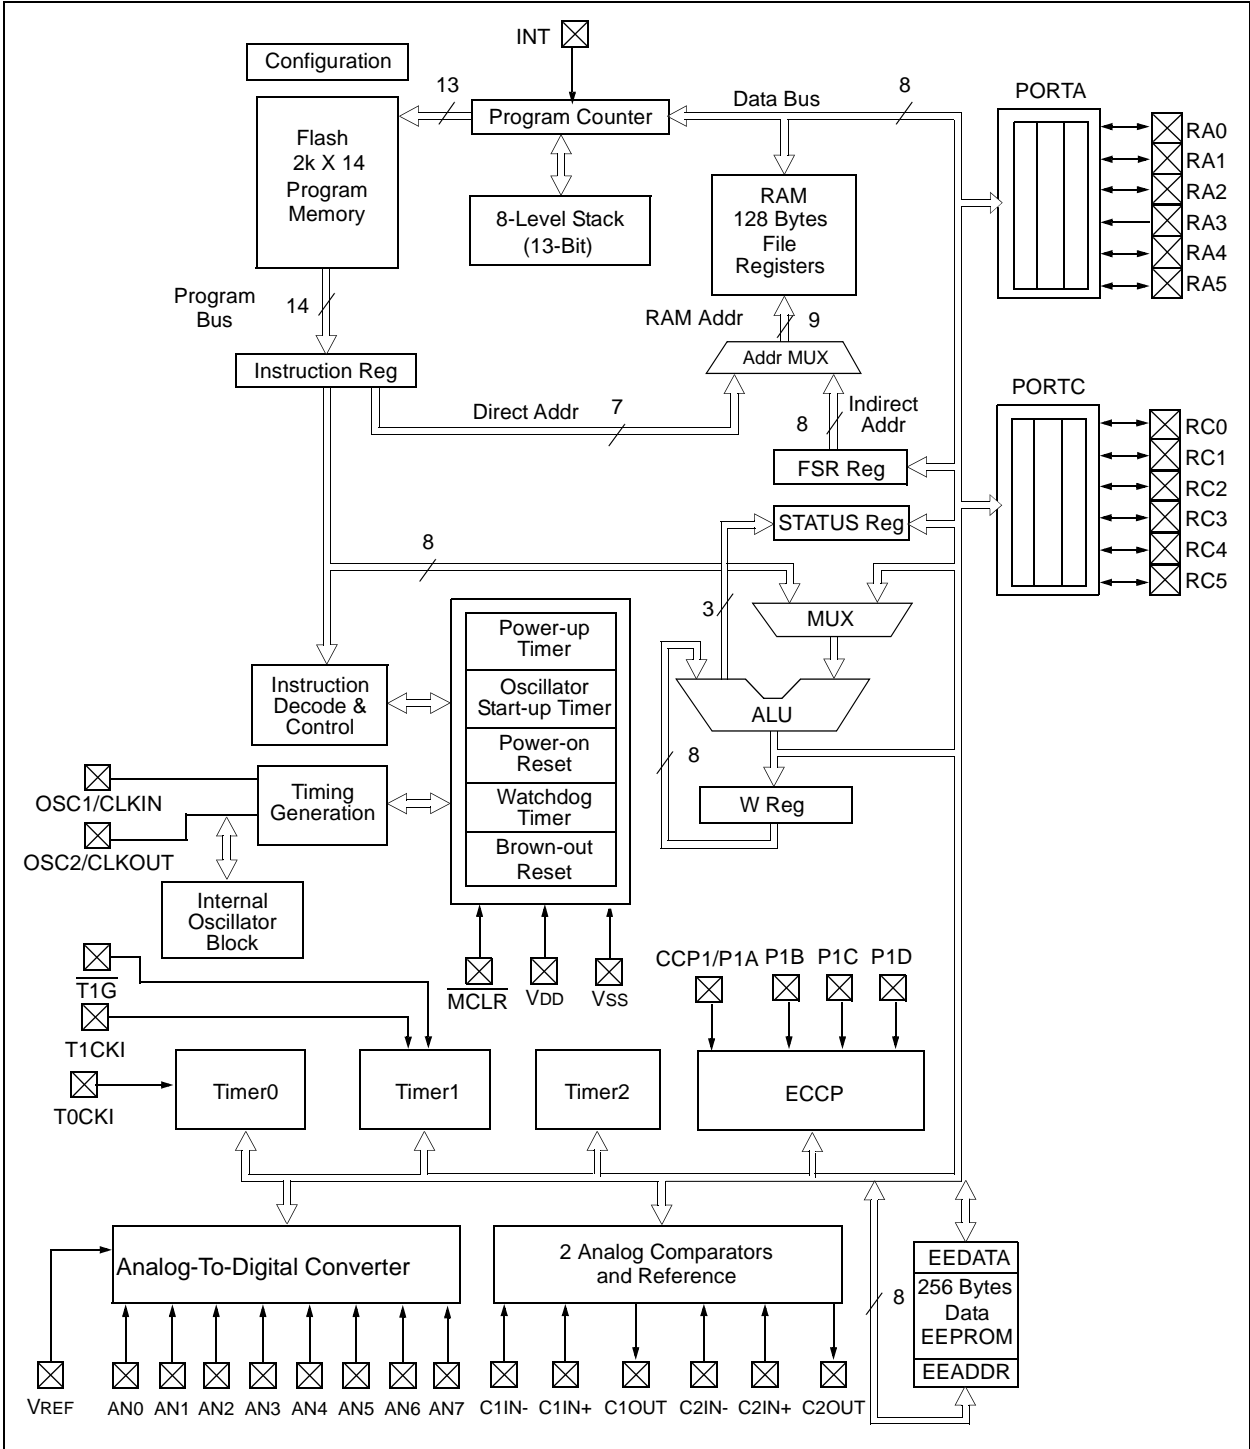 INT
Configuration
13
Program Counter
Data Bus
8
PORTA
Flash
2k X 14
Program
Memory
8-Level Stack
(13-Bit)
RAM
128 Bytes
File
Registers
RA0
RA1
RA2
RA3
RA4
RA5
Program
Bus
14
RAM Addr
9
Addr MUX
Instruction Reg
Direct Addr
7
8
Indirect
Addr
FSR Reg
STATUS Reg
PORTC
RC0
RC1
RC2
RC3
RC4
RC5
8
3
MUX
ALU
8
W Reg
Power-up
Timer
Oscillator
Start-up Timer
Power-on
Reset
Watchdog
Timer
Brown-out
Reset
Instruction
Decode &
Control
OSC1/CLKIN
Timing
Generation
OSC2/CLKOUT
Internal
Oscillator
Block
T1G
MCLR
VDD
VSS
CCP1/P1A
P1B
P1C
P1D
T1CKI
T0CKI
Timer0
Timer1
Timer2
ECCP
Analog-To-Digital Converter
2 Analog Comparators
and Reference
8
EEDATA
256 Bytes
Data
EEPROM
EEADDR
VREF
AN0
AN1
AN2
AN3
AN4
AN5
AN6
AN7
C1IN-
C1IN+
C1OUT
C2IN-
C2IN+
C2OUT